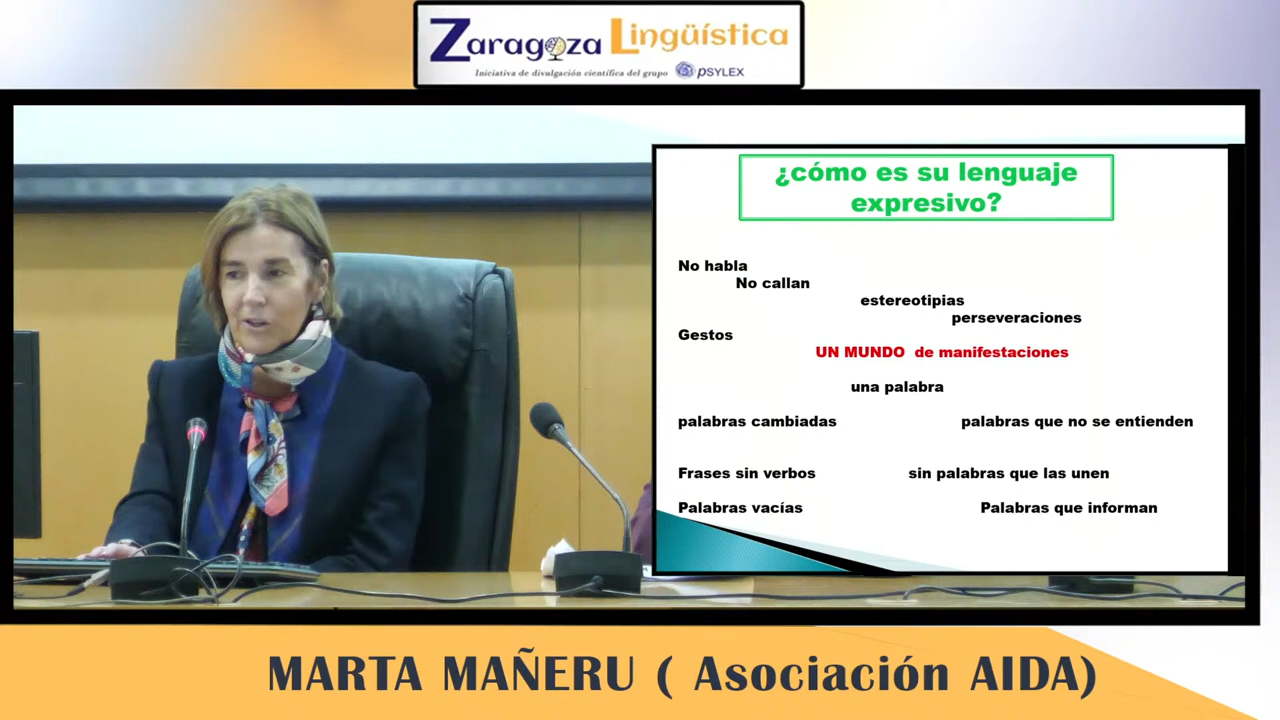 Zaragoza Lingüística
Iniciativa de divulgación científica del grupo PSYLEX
¿cómo es su lenguaje
expresivo?
No habla
No callan
estereotipias
perseveraciones
Gestos
UN MUNDO de manifestaciones
una palabra
palabras cambiadas palabras que no se entienden
Frases sin verbos sin palabras que las unen
Palabras vacías Palabras que informan
MARTA MAÑERU ( Asociación AIDA)